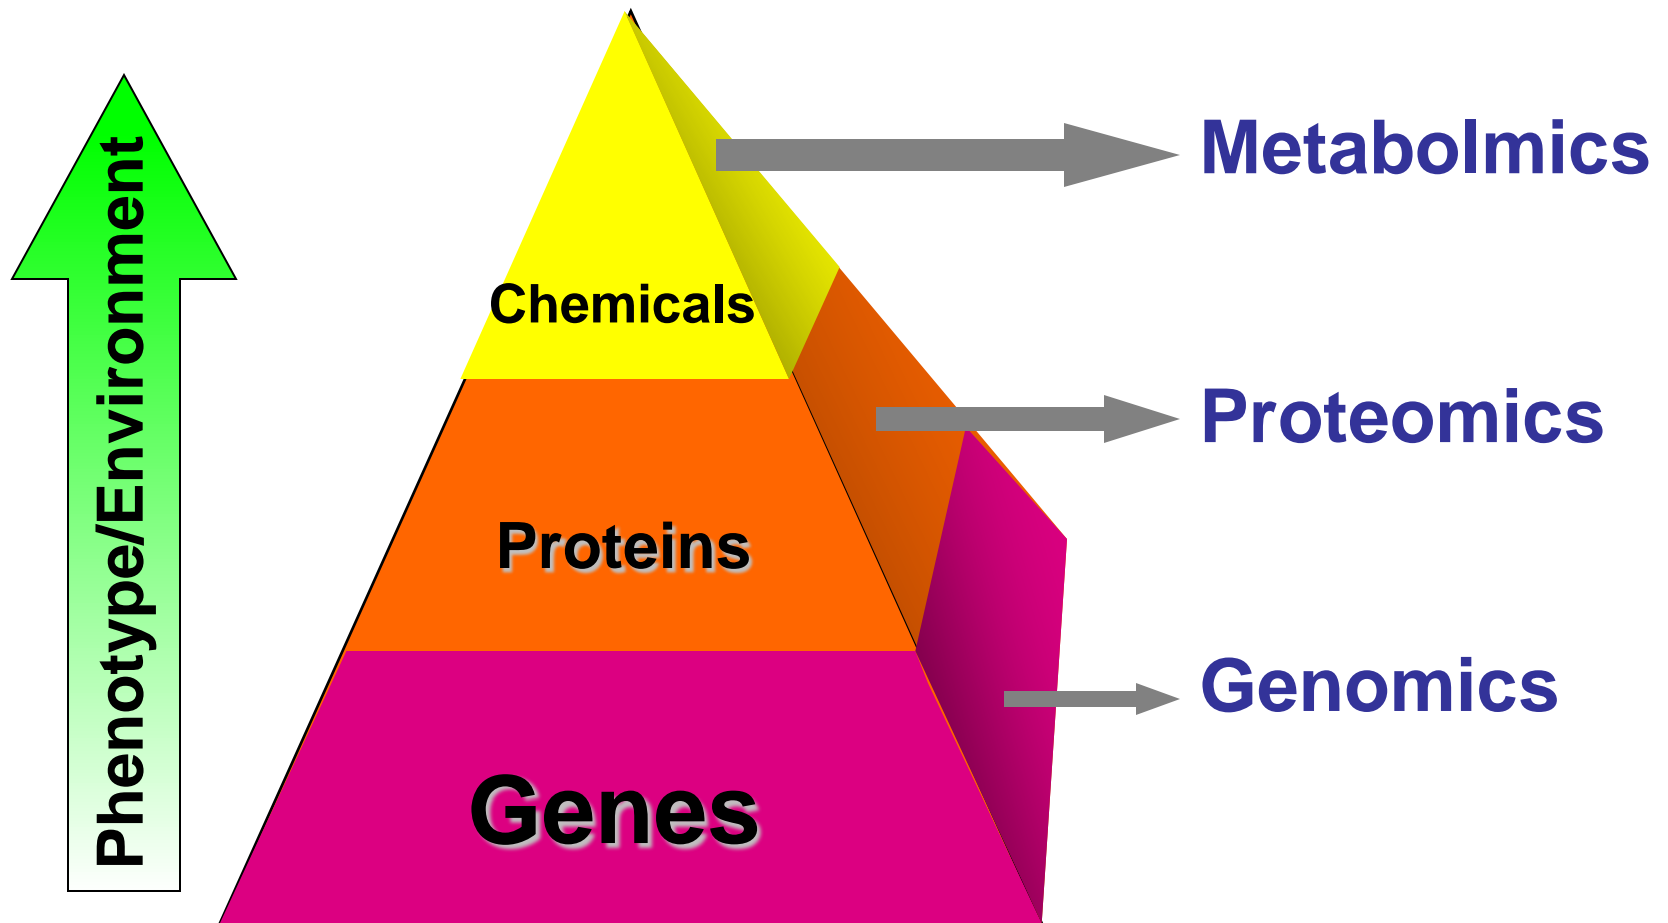 Phenotype/Environment
Metabolmics
Chemicals
Proteomics
Proteins
Genomics
Genes